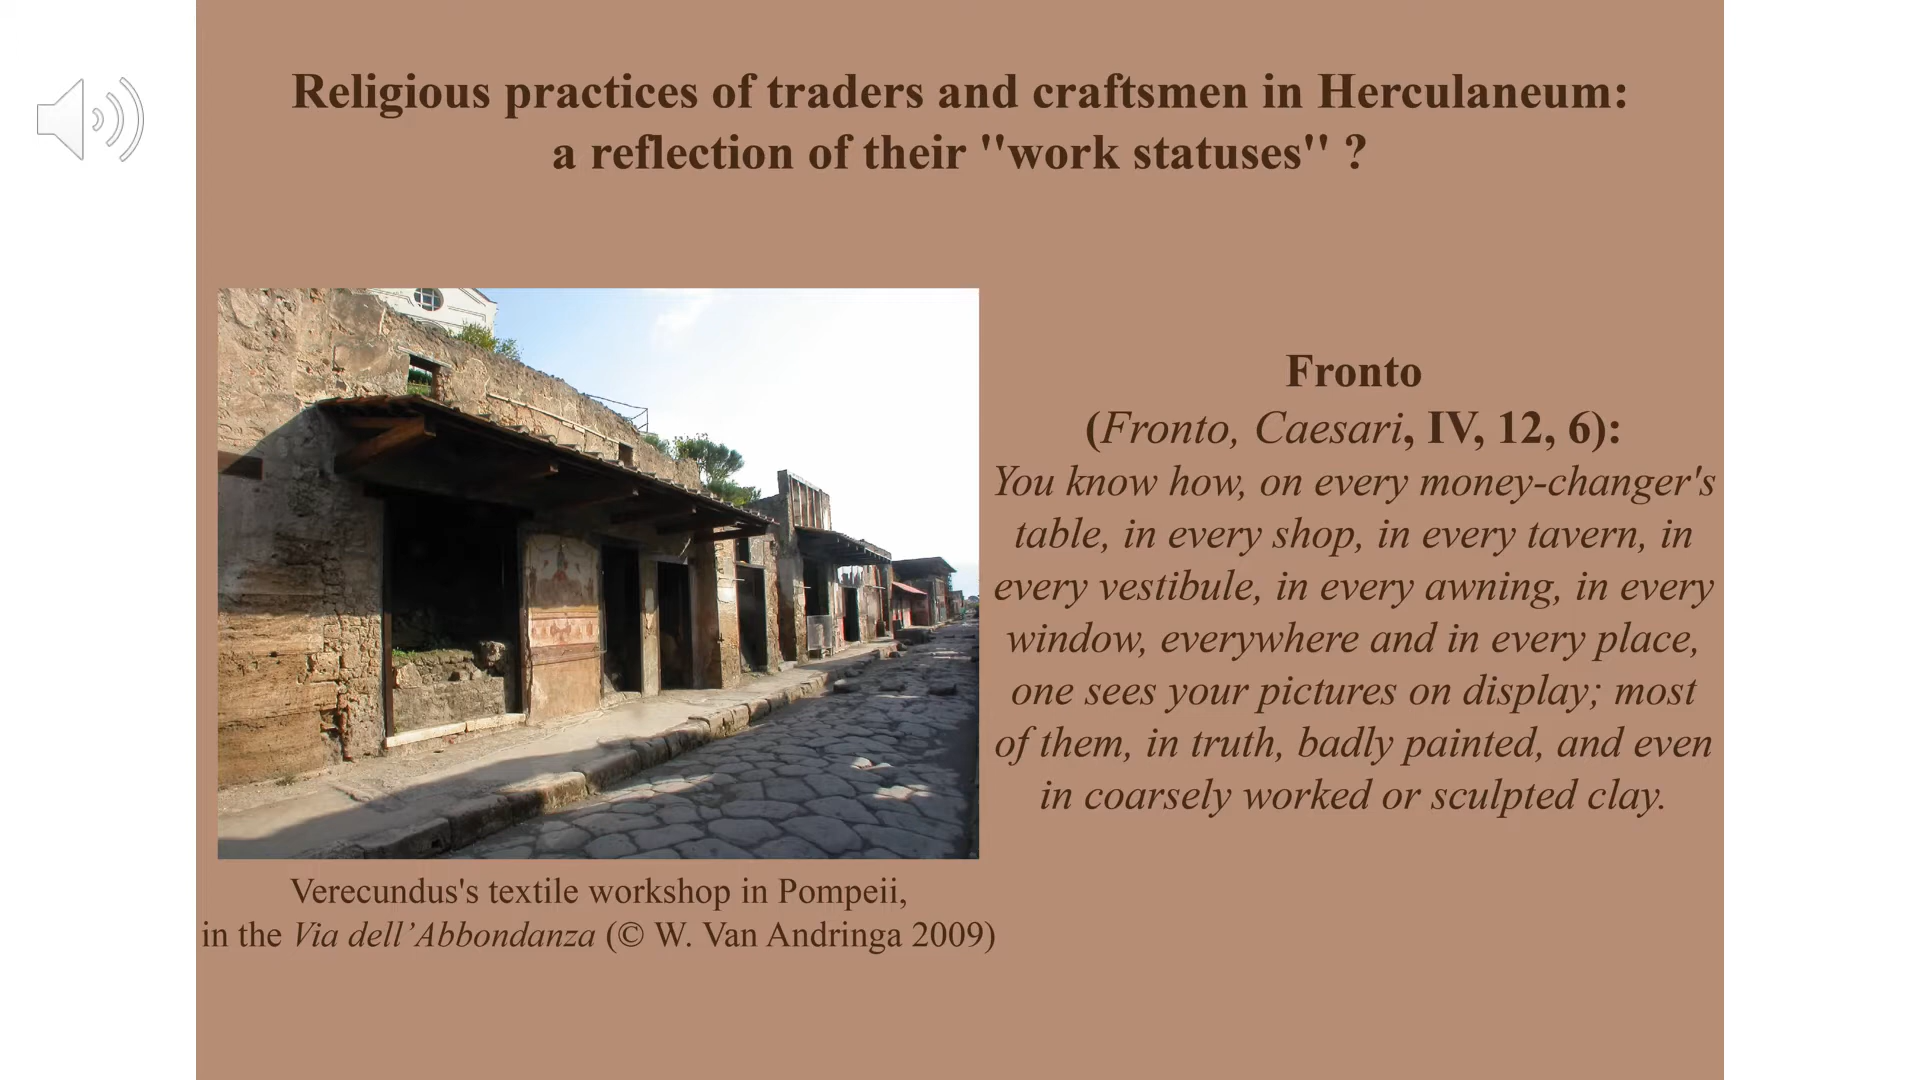 Religious practices of traders and craftsmen in Herculaneum:
a reflection of their "work statuses" ?
Fronto
(Fronto, Caesari, IV, 12, 6):
You know how, on every money-changer's
table, in every shop, in every tavern, in
every vestibule, in every awning, in every
window, everywhere and in every place,
one sees your pictures on display; most
of them, in truth, badly painted, and even
in coarsely worked or sculpted clay.
Verecundus's textile workshop in Pompeii,
in the Via dell’Abbondanza (© W. Van Andringa 2009)